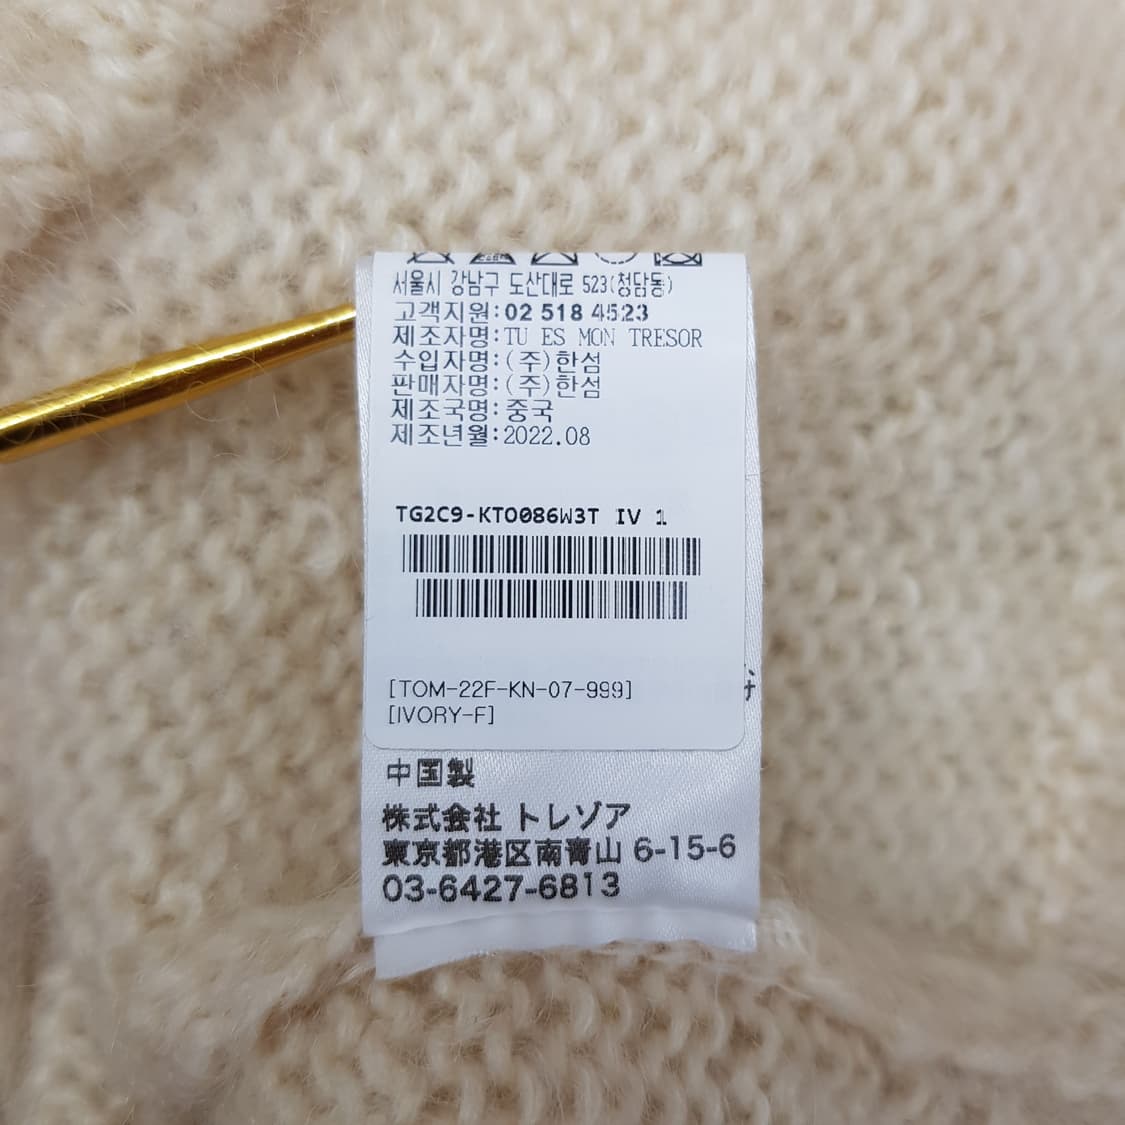 서울시 강남구 도산대로 523(청담동)
고객지원:02 518 4523
제조자명:TU ES MON TRESOR
수입자명:(주)한섬
판매자명:(주)한섬
제조국명:중국
제조년월:2022.08
TG2C9-KTO086W3T IV 1
[TOM-22F-KN-07-999]
[IVORY-F]
中国製
株式会社 トレゾア
東京都港区南青山 6-15-6
03-6427-6813